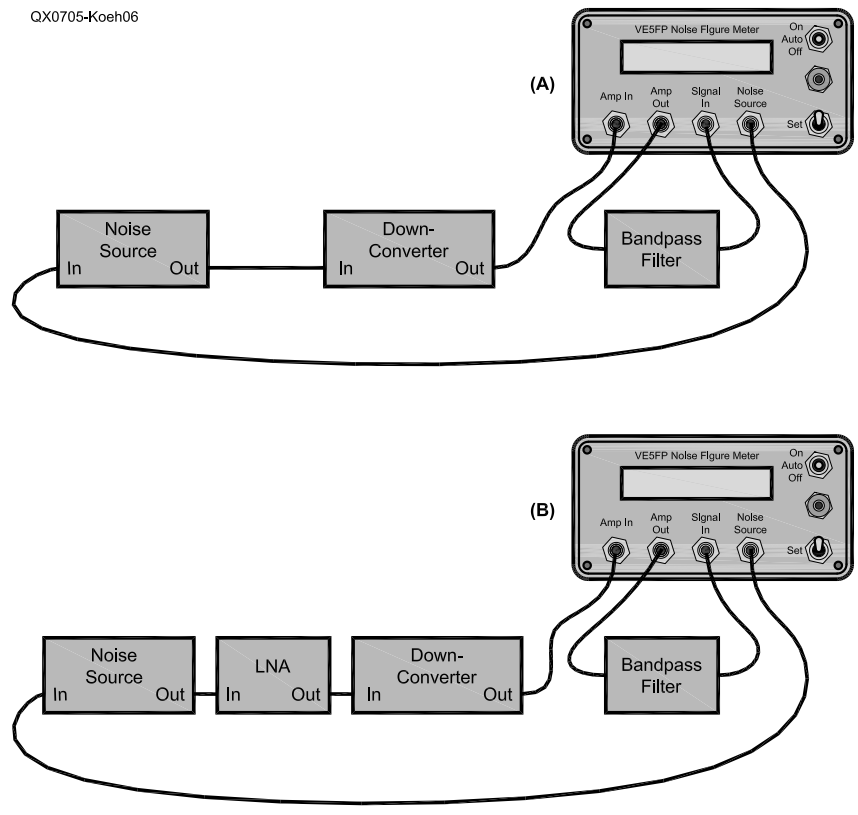 QX0705-Koeh06
(A)
VE5FP Noise FIgure Meter
On
Auto
Off
Amp In
Amp
Out
SIgnal
In
Noise
Source
Set
Noise
Source
In
Out
Down-
Converter
In
Out
Bandpass
Filter
(B)
VE5FP Noise FIgure Meter
On
Auto
Off
Amp In
Amp
Out
SIgnal
In
Noise
Source
Set
Noise
Source
In
Out
LNA
In
Out
Down-
Converter
In
Out
Bandpass
Filter